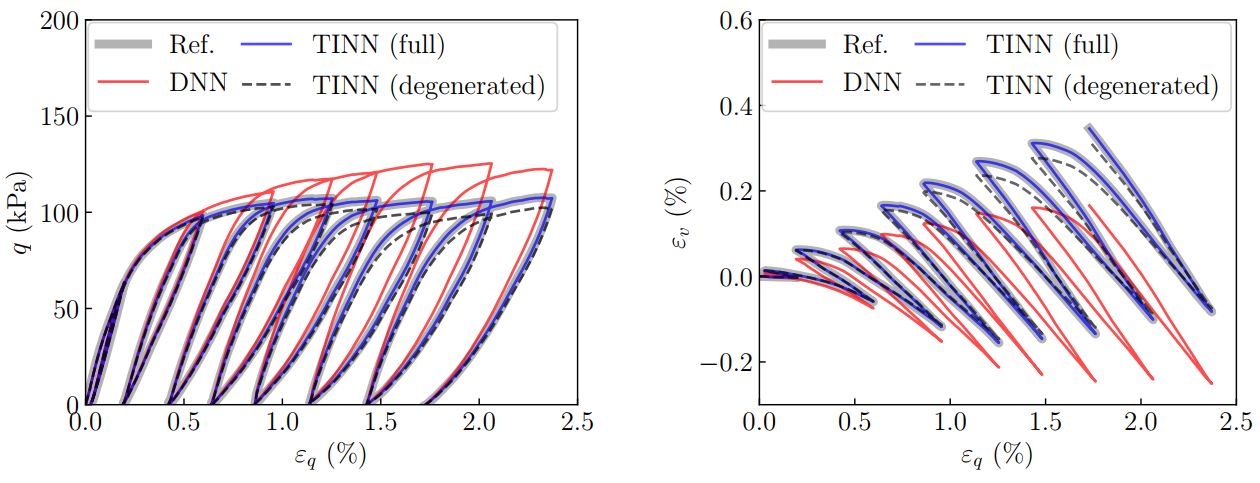 200
150
100
50
0
q (kPa)
Ref.
TINN (full)
DNN
TINN (degenerated)
0.0 0.5 1.0 1.5 2.0 2.5
εq (%)
0.6
0.4
0.2
0.0
−0.2
εv (%)
Ref.
TINN (full)
DNN
TINN (degenerated)
0.0 0.5 1.0 1.5 2.0 2.5
εq (%)